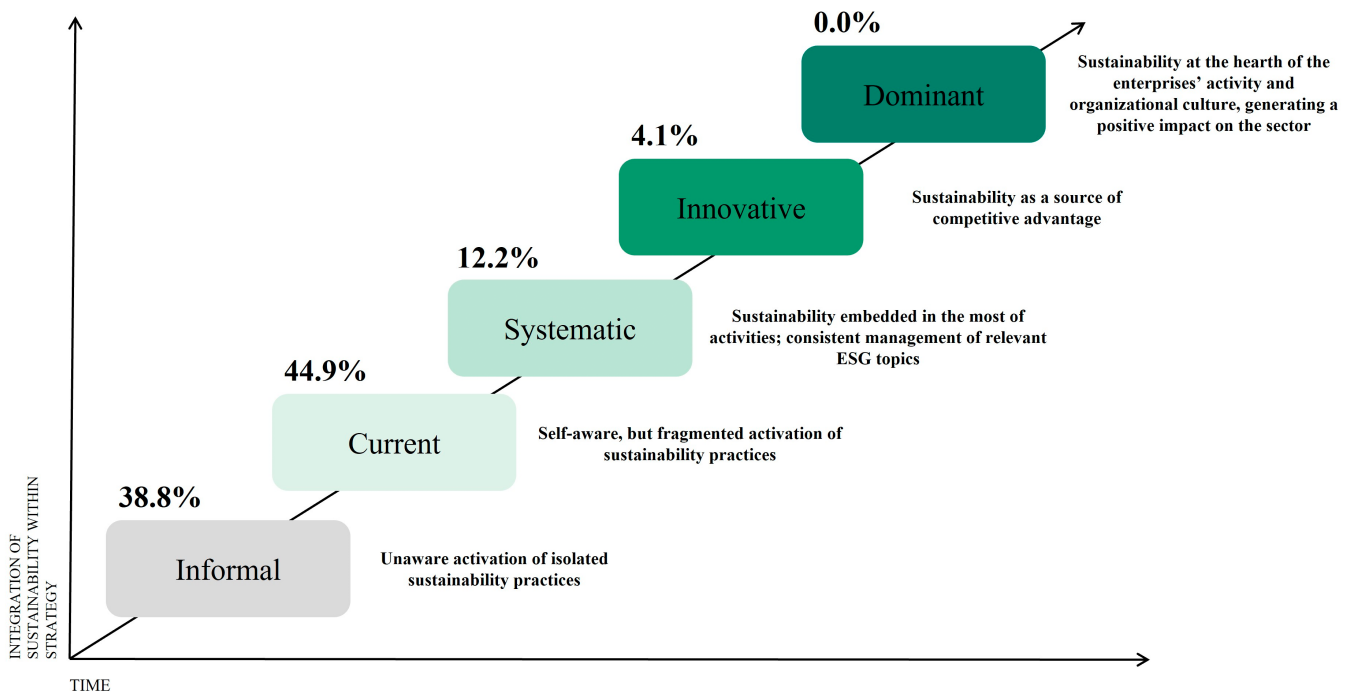 0.0%
Dominant
Sustainability at the hearth of the
enterprises’ activity and
organizational culture, generating a
positive impact on the sector
4.1%
Innovative
Sustainability as a source of
competitive advantage
12.2%
Systematic
Sustainability embedded in the most of
activities; consistent management of relevant
ESG topics
44.9%
Current
Self-aware, but fragmented activation of
sustainability practices
38.8%
Informal
Unaware activation of isolated
sustainability practices
INTEGRATION OF
SUSTAINABILITY WITHIN
STRATEGY
TIME